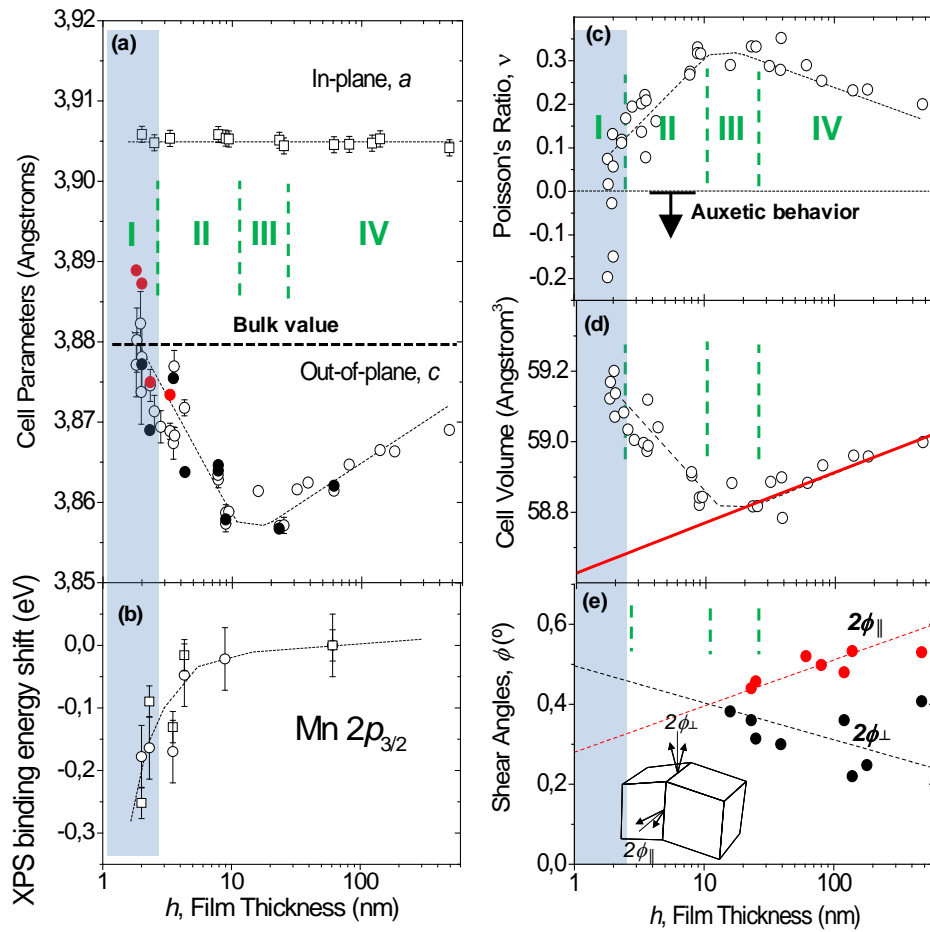 3,92
3,91
3,90
3,89
3,88
3,87
3,86
3,85
Cell Parameters (Angstroms)
(a)
In-plane, a
I
II
III
IV
Bulk value
Out-of-plane, c
0,0
-0,1
-0,2
-0,3
XPS binding energy shift (eV)
(b)
Mn 2p3/2
1
10
100
h, Film Thickness (nm)
0.3
0.2
0.1
0.0
-0.1
-0.2
Poisson's Ratio, ν
(c)
I
II
III
IV
Auxetic behavior
59.2
59.0
58.8
Cell Volume (Angstrom³)
(d)
0,6
0,4
0,2
0,0
Shear Angles, ϕ (º)
(e)
2ϕ∥
2ϕ⊥
2ϕ⊥
2ϕ∥
1
10
100
h, Film Thickness (nm)